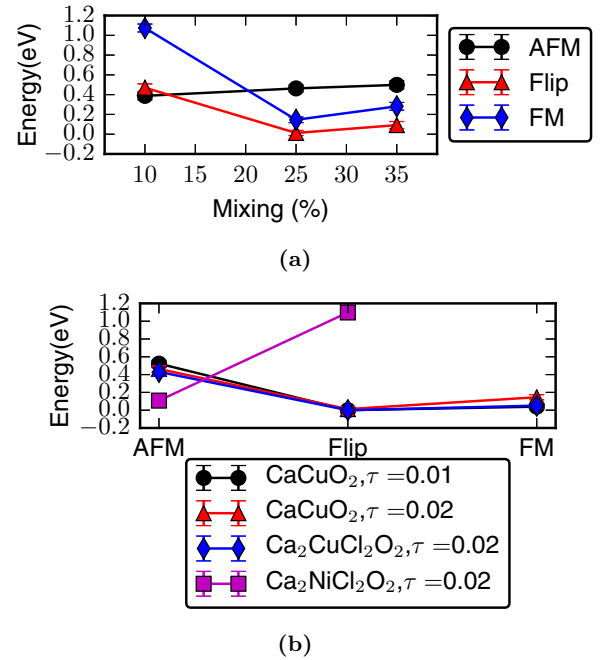 1.2
1.0
0.8
0.6
0.4
0.2
0.0
−0.2
Energy(eV)
10 15 20 25 30 35
Mixing (%)
AFM
Flip
FM
(a)
1.2
1.0
0.8
0.6
0.4
0.2
0.0
−0.2
Energy(eV)
AFM Flip FM
CaCuO₂,τ =0.01
CaCuO₂,τ =0.02
Ca₂CuCl₂O₂,τ =0.02
Ca₂NiCl₂O₂,τ =0.02
(b)